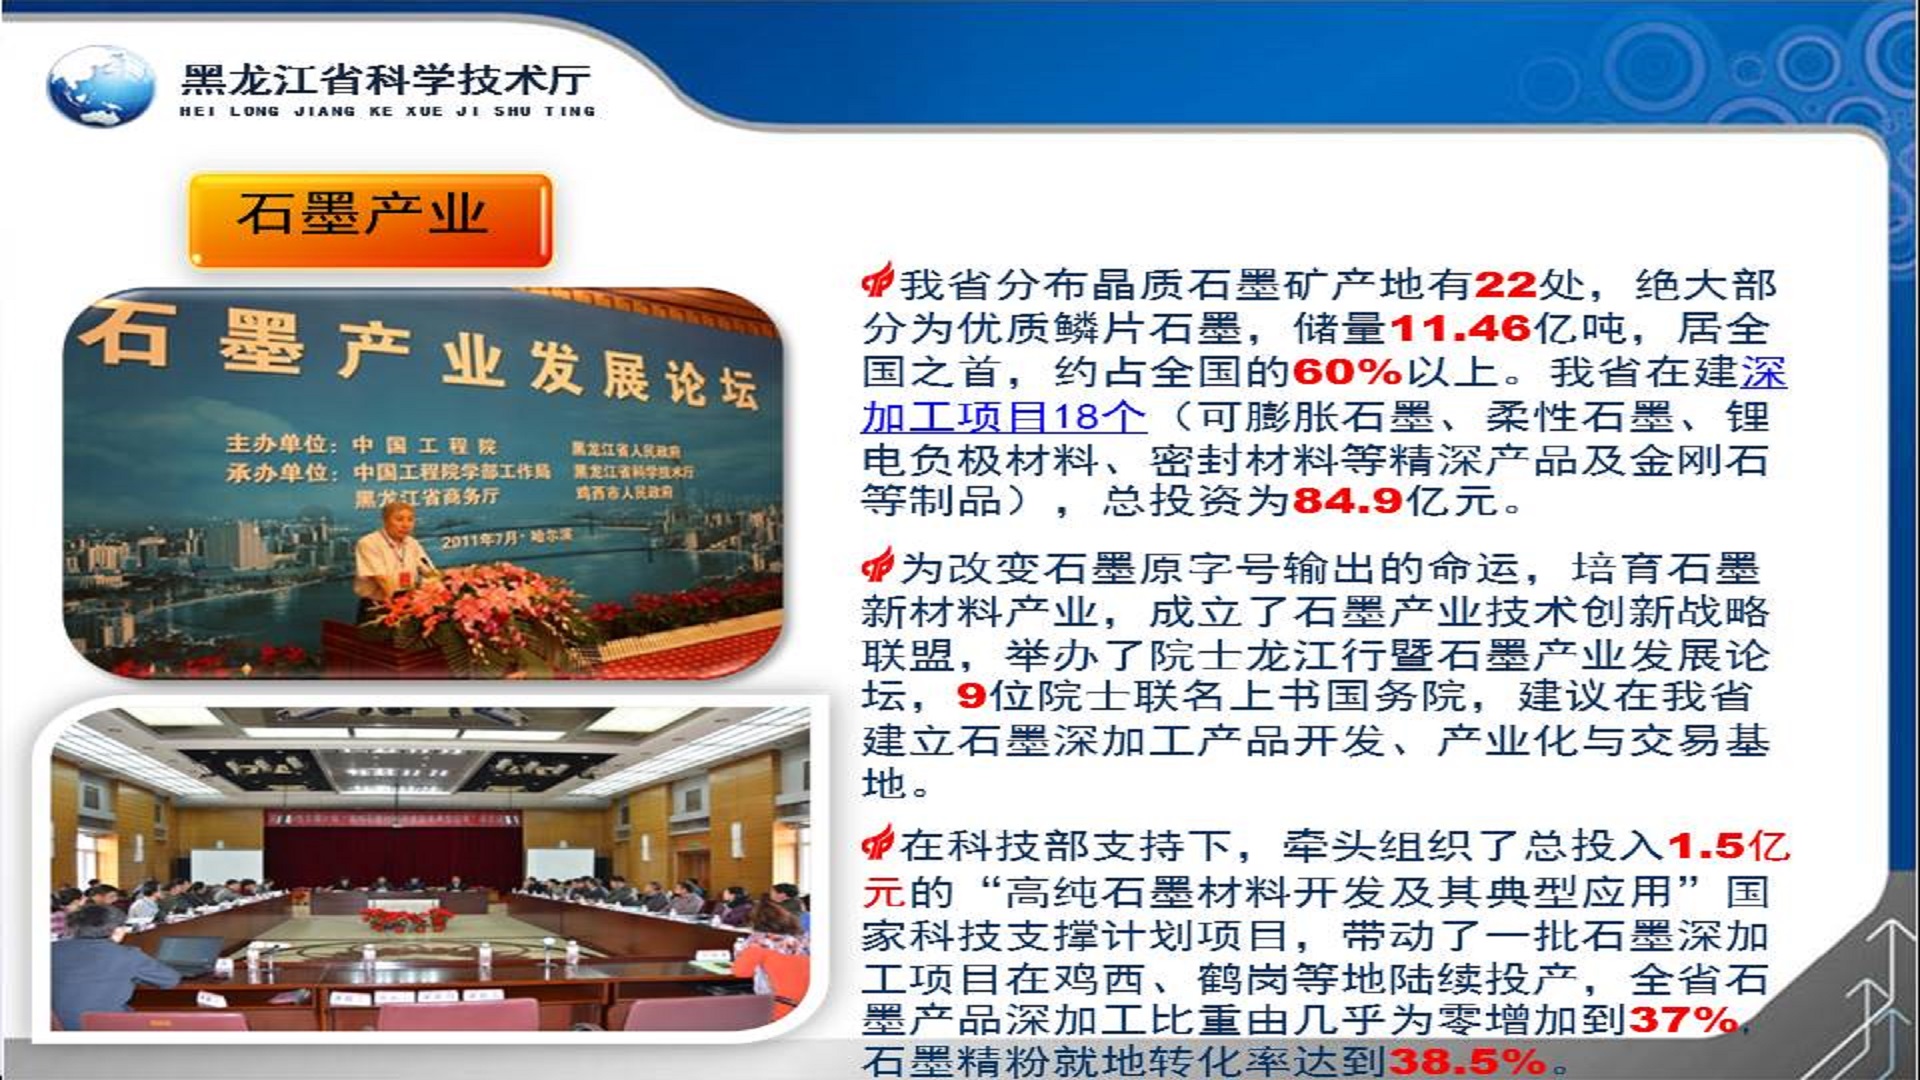 黑龙江省科学技术厅
HEI LONG JIANG KE XUE JI SHU TING
石墨产业
石墨产业发展论坛
主办单位：中国工程院 黑龙江省人民政府
承办单位：中国工程院学部工作局 黑龙江省科学技术厅
黑龙江省商务厅 鸡西市人民政府
2011年7月·哈尔滨
我省分布晶质石墨矿产地有22处，绝大部
分为优质鳞片石墨，储量11.46亿吨，居全
国之首，约占全国的60%以上。我省在建深
加工项目18个（可膨胀石墨、柔性石墨、锂
电负极材料、密封材料等精深产品及金刚石
等制品），总投资为84.9亿元。
为改变石墨原字号输出的命运，培育石墨
新材料产业，成立了石墨产业技术创新战略
联盟，举办了院士龙江行暨石墨产业发展论
坛，9位院士联名上书国务院，建议在我省
建立石墨深加工产品开发、产业化与交易基
地。
在科技部支持下，牵头组织了总投入1.5亿
元的“高纯石墨材料开发及其典型应用”国
家科技支撑计划项目，带动了一批石墨深加
工项目在鸡西、鹤岗等地陆续投产，全省石
墨产品深加工比重由几乎为零增加到37%，
石墨精粉就地转化率达到38.5%。